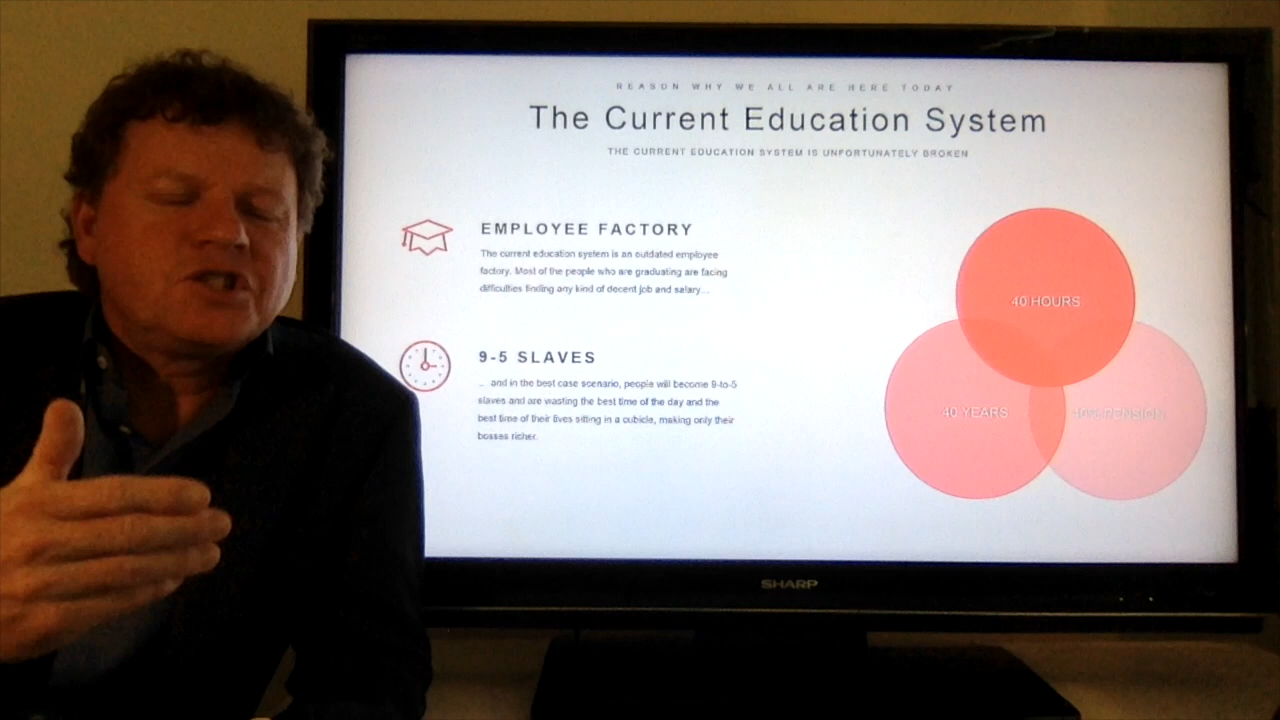 REASON WHY WE ALL ARE HERE TODAY
The Current Education System
THE CURRENT EDUCATION SYSTEM IS UNFORTUNATELY BROKEN
EMPLOYEE FACTORY
The current education system is an outdated employee
factory. Most of the people who are graduating are facing
difficulties finding any kind of decent job and salary...
9-5 SLAVES
... and in the best case scenario, people will become 9-to-5
slaves and are wasting the best time of the day and the
best time of their lives sitting in a cubicle, making only their
bosses richer.
40 HOURS
40 YEARS
40% PENSION
SHARP